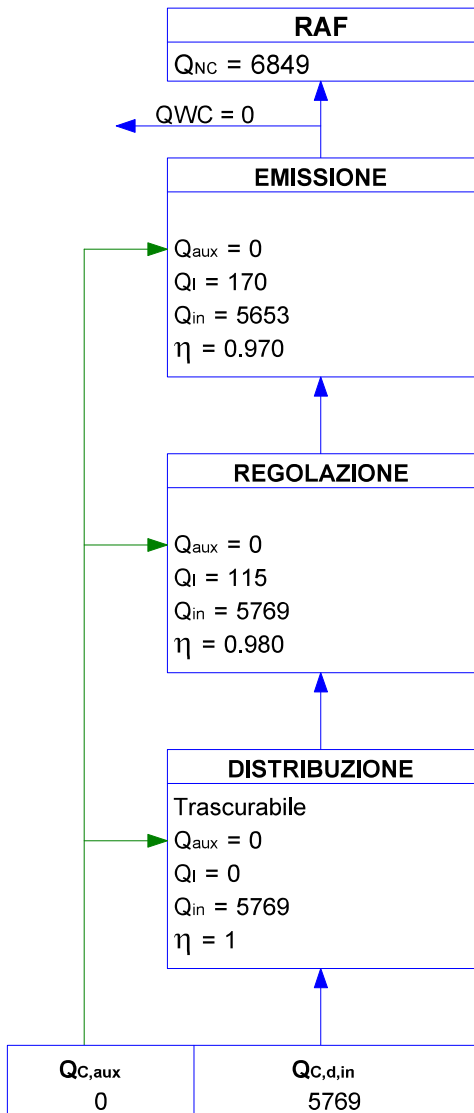 RAF
QNC = 6849
QWC = 0
EMISSIONE
Qaux = 0
Ql = 170
Qin = 5653
η = 0.970
REGOLAZIONE
Qaux = 0
Ql = 115
Qin = 5769
η = 0.980
DISTRIBUZIONE
Trascurabile
Qaux = 0
Ql = 0
Qin = 5769
η = 1
QC,aux QC,d,in
0 5769